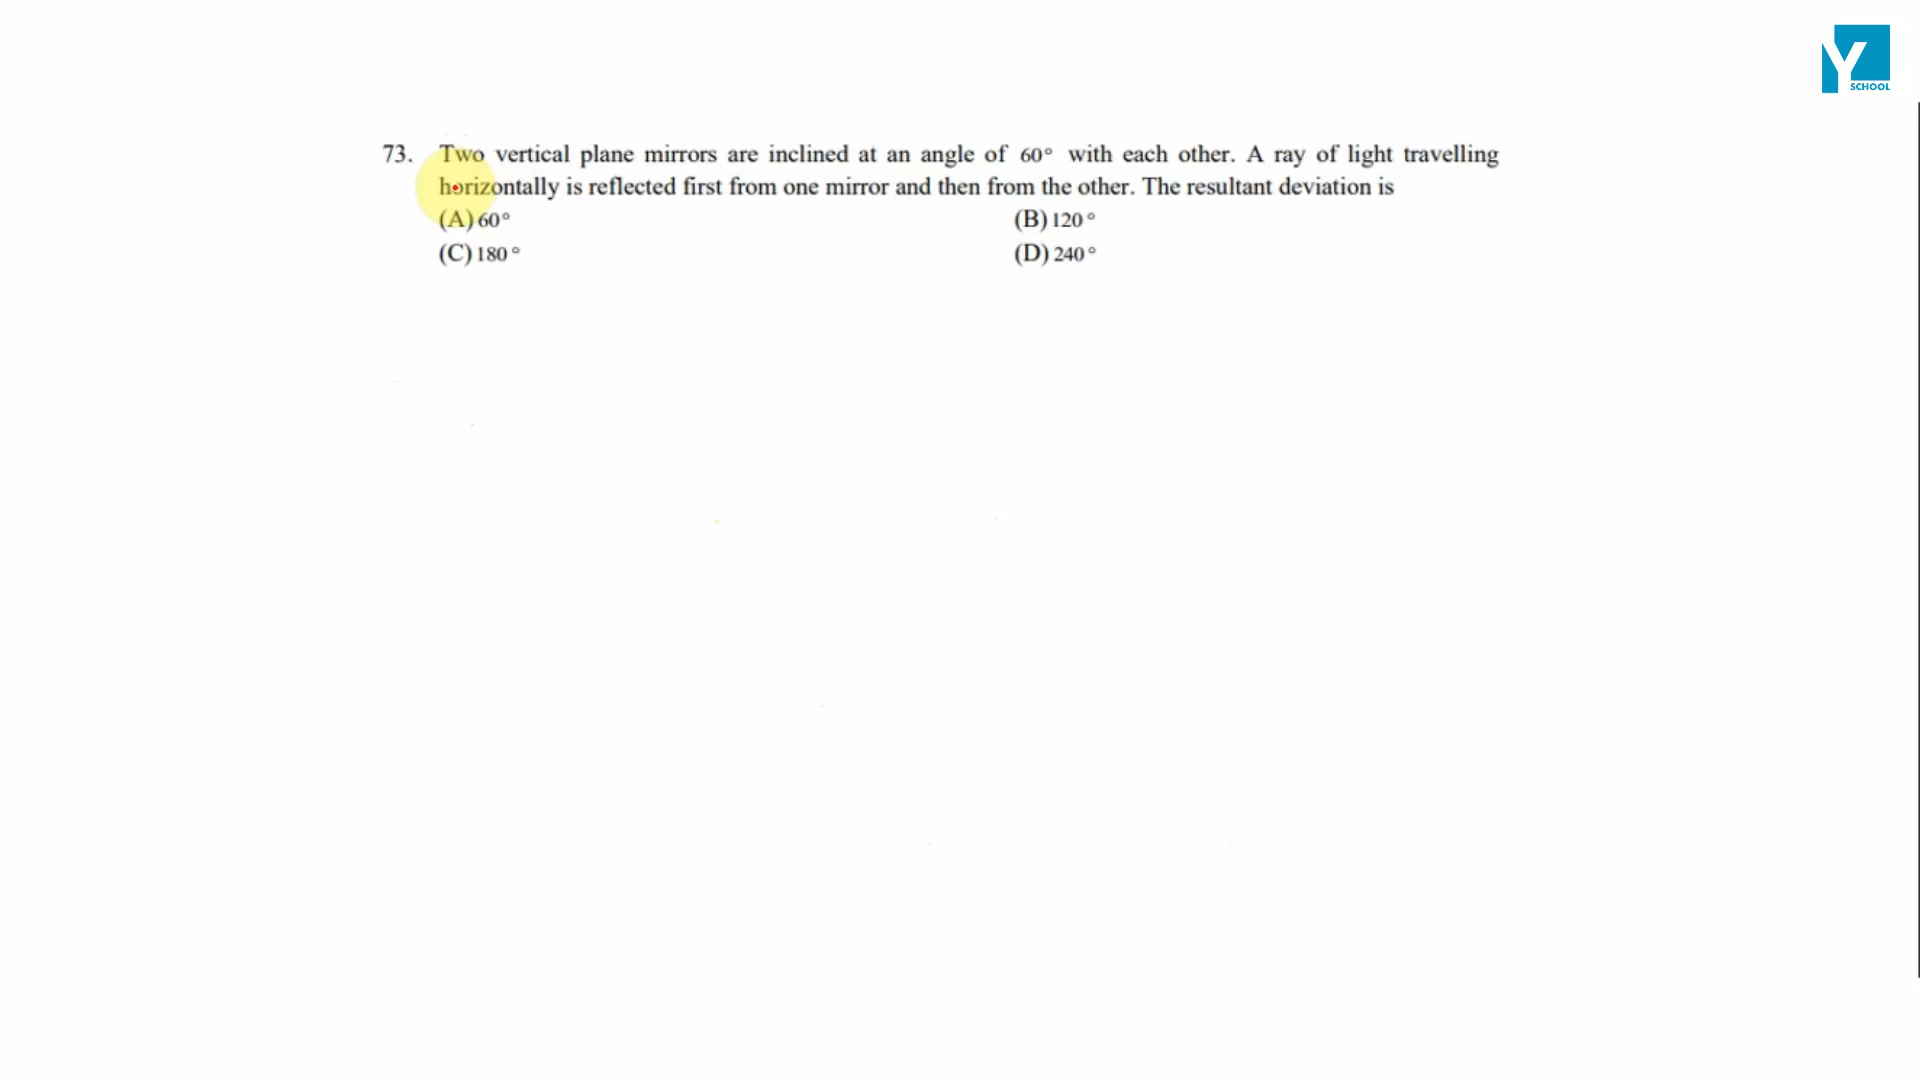 Y SCHOOL
73. Two vertical plane mirrors are inclined at an angle of 60° with each other. A ray of light travelling
horizontally is reflected first from one mirror and then from the other. The resultant deviation is
(A) 60° (B) 120°
(C) 180° (D) 240°